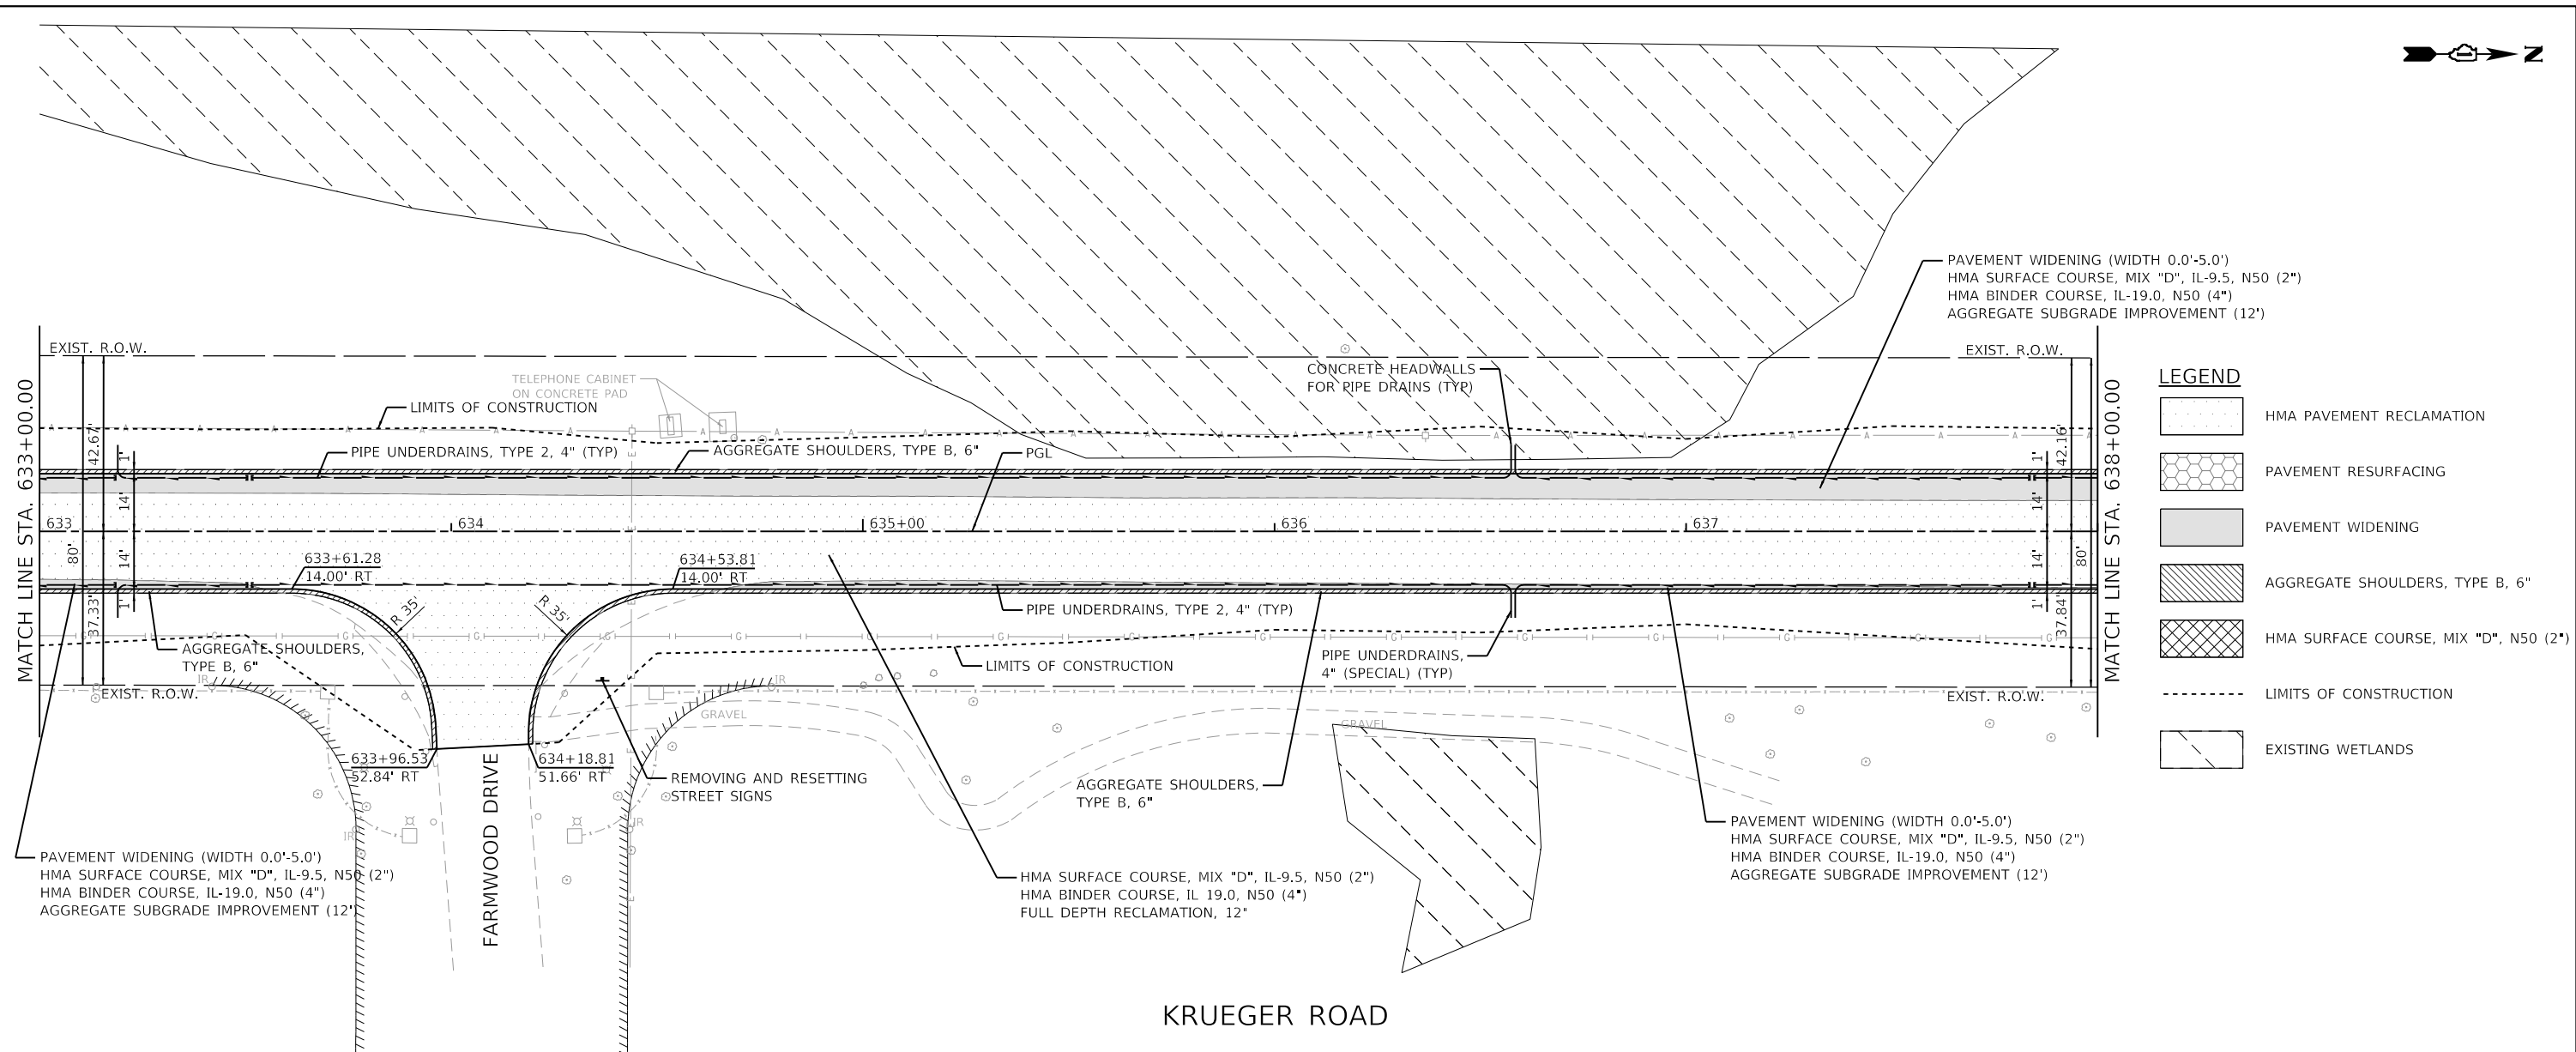 N
PAVEMENT WIDENING (WIDTH 0.0'-5.0')
HMA SURFACE COURSE, MIX "D", IL-9.5, N50 (2")
HMA BINDER COURSE, IL-19.0, N50 (4")
AGGREGATE SUBGRADE IMPROVEMENT (12')
EXIST. R.O.W.
EXIST. R.O.W.
TELEPHONE CABINET
ON CONCRETE PAD
CONCRETE HEADWALLS
FOR PIPE DRAINS (TYP)
LIMITS OF CONSTRUCTION
PIPE UNDERDRAINS, TYPE 2, 4" (TYP)
AGGREGATE SHOULDERS, TYPE B, 6"
PGL
MATCH LINE STA. 633+00.00
MATCH LINE STA. 638+00.00
42.67'
1'
14'
80'
14'
1'
37.33'
42.16'
1'
14'
80'
14'
1'
37.84'
633
634
635+00
636
637
633+61.28
14.00' RT
634+53.81
14.00' RT
R 35'
R 35'
PIPE UNDERDRAINS, TYPE 2, 4" (TYP)
AGGREGATE SHOULDERS,
TYPE B, 6"
LIMITS OF CONSTRUCTION
PIPE UNDERDRAINS,
4" (SPECIAL) (TYP)
IR
EXIST. R.O.W.
IR
EXIST. R.O.W.
GRAVEL
GRAVEL
633+96.53
52.84' RT
634+18.81
51.66' RT
REMOVING AND RESETTING
STREET SIGNS
AGGREGATE SHOULDERS,
TYPE B, 6"
IR
IR
FARMWOOD DRIVE
PAVEMENT WIDENING (WIDTH 0.0'-5.0')
HMA SURFACE COURSE, MIX "D", IL-9.5, N50 (2")
HMA BINDER COURSE, IL-19.0, N50 (4")
AGGREGATE SUBGRADE IMPROVEMENT (12')
HMA SURFACE COURSE, MIX "D", IL-9.5, N50 (2")
HMA BINDER COURSE, IL 19.0, N50 (4")
FULL DEPTH RECLAMATION, 12"
PAVEMENT WIDENING (WIDTH 0.0'-5.0')
HMA SURFACE COURSE, MIX "D", IL-9.5, N50 (2")
HMA BINDER COURSE, IL-19.0, N50 (4")
AGGREGATE SUBGRADE IMPROVEMENT (12')
KRUEGER ROAD
LEGEND
HMA PAVEMENT RECLAMATION
PAVEMENT RESURFACING
PAVEMENT WIDENING
AGGREGATE SHOULDERS, TYPE B, 6"
HMA SURFACE COURSE, MIX "D", N50 (2")
LIMITS OF CONSTRUCTION
EXISTING WETLANDS